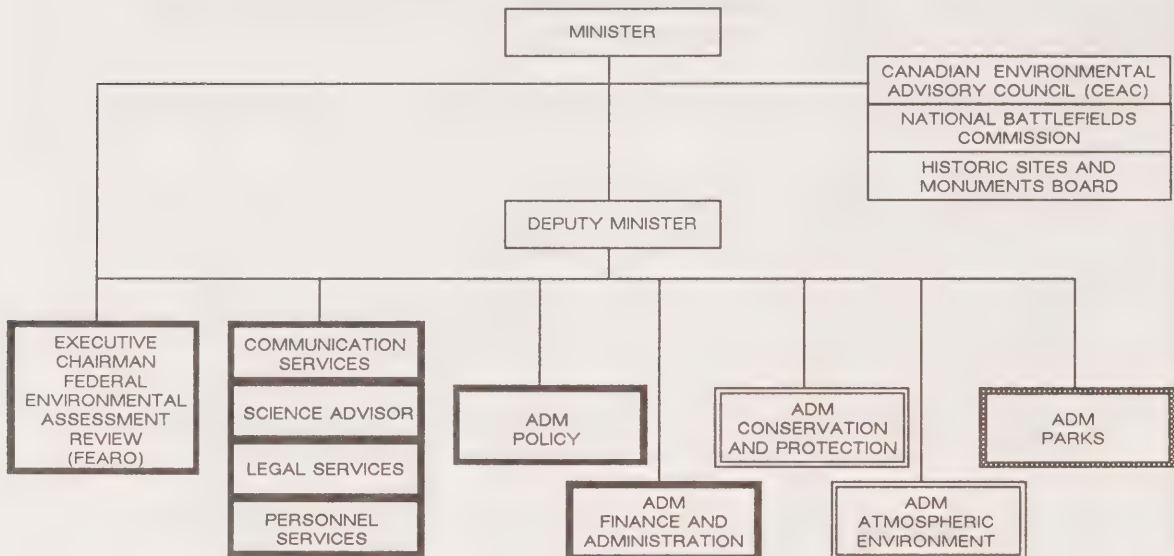 MINISTER
CANADIAN ENVIRONMENTAL
ADVISORY COUNCIL (CEAC)
NATIONAL BATTLEFIELDS
COMMISSION
HISTORIC SITES AND
MONUMENTS BOARD
DEPUTY MINISTER
EXECUTIVE
CHAIRMAN
FEDERAL
ENVIRONMENTAL
ASSESSMENT
REVIEW
(FEARO)
COMMUNICATION
SERVICES
SCIENCE ADVISOR
LEGAL SERVICES
PERSONNEL
SERVICES
ADM
POLICY
ADM
FINANCE AND
ADMINISTRATION
ADM
CONSERVATION
AND PROTECTION
ADM
ATMOSPHERIC
ENVIRONMENT
ADM
PARKS